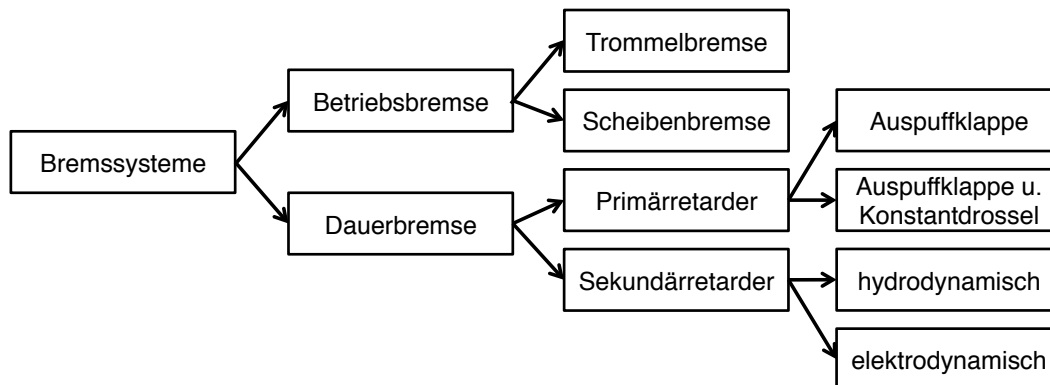 Bremssysteme
Betriebsbremse
Dauerbremse
Trommelbremse
Scheibenbremse
Primärretarder
Sekundärretarder
Auspuffklappe
Auspuffklappe u.
Konstantdrossel
hydrodynamisch
elektrodynamisch